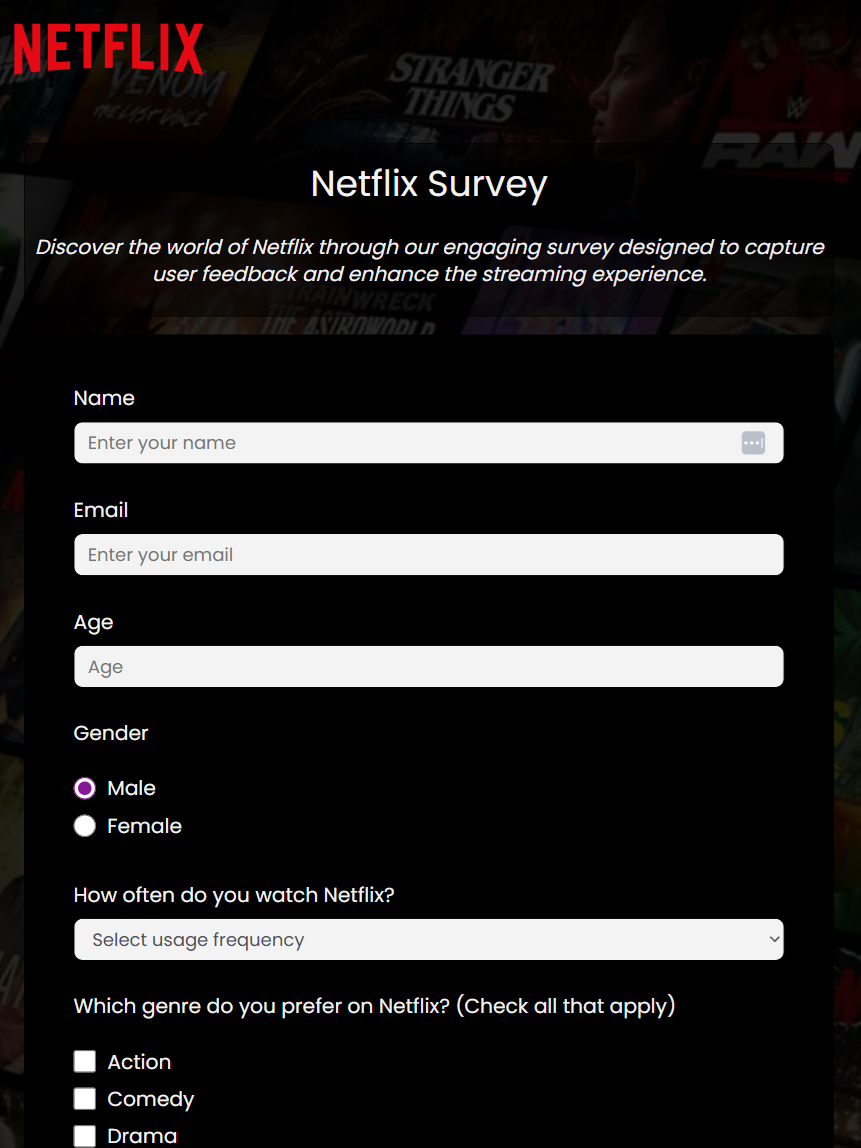 NETFLIX
VENOM
THE LAST DANCE
STRANGER
THINGS
W
RAW
Netflix Survey
Discover the world of Netflix through our engaging survey designed to capture
user feedback and enhance the streaming experience.
TRAINWRECK
THE ASTROWORLD
Name
Enter your name
Email
Enter your email
Age
Age
Gender
Male
Female
How often do you watch Netflix?
Select usage frequency
Which genre do you prefer on Netflix? (Check all that apply)
Action
Comedy
Drama